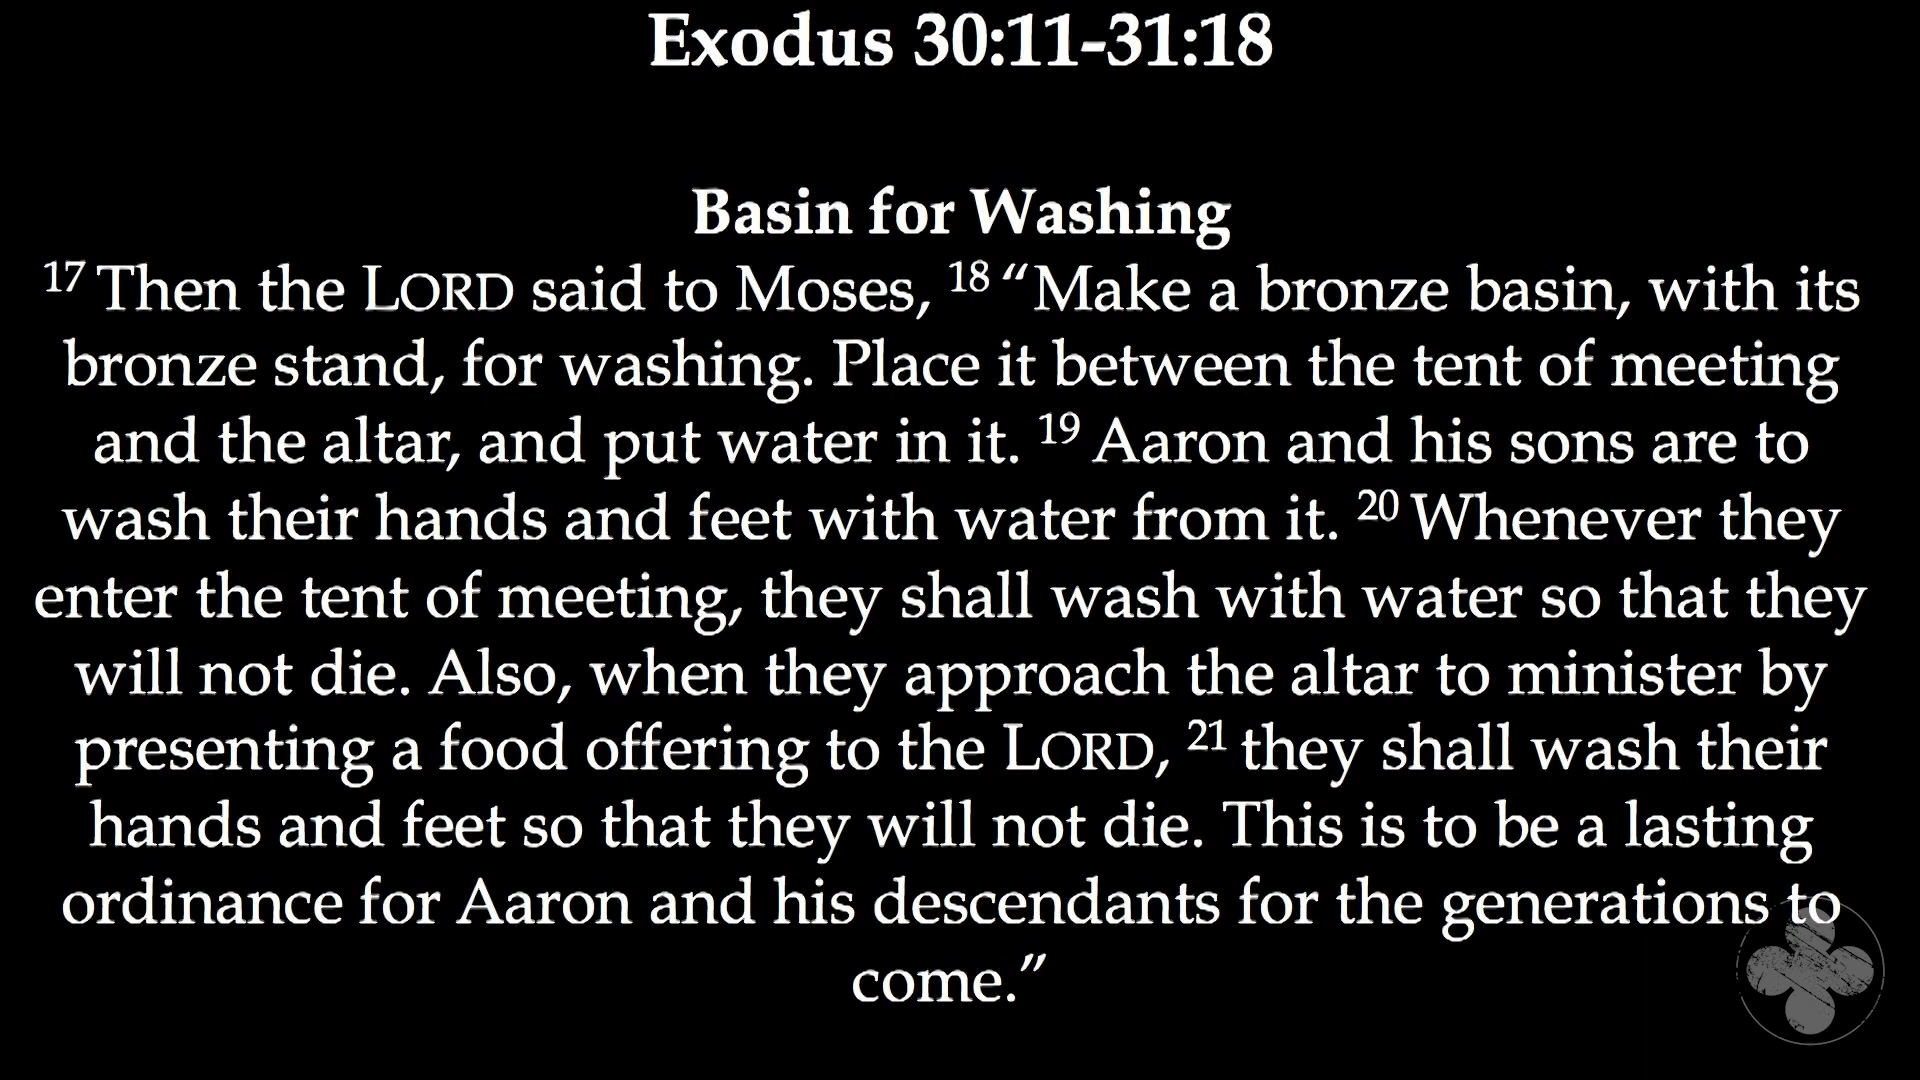 Exodus 30:11-31:18
Basin for Washing
17 Then the LORD said to Moses, 18 “Make a bronze basin, with its
bronze stand, for washing. Place it between the tent of meeting
and the altar, and put water in it. 19 Aaron and his sons are to
wash their hands and feet with water from it. 20 Whenever they
enter the tent of meeting, they shall wash with water so that they
will not die. Also, when they approach the altar to minister by
presenting a food offering to the LORD, 21 they shall wash their
hands and feet so that they will not die. This is to be a lasting
ordinance for Aaron and his descendants for the generations to
come.”